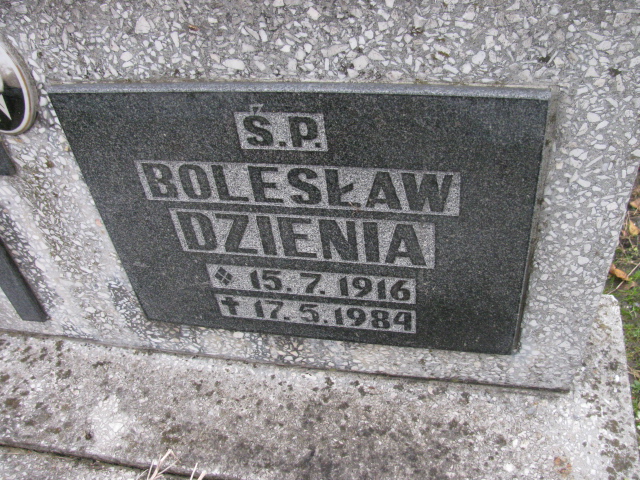 Ś.P.
BOLESŁAW
DZIENIA
❖ 15.7.1916
✝ 17.5.1984